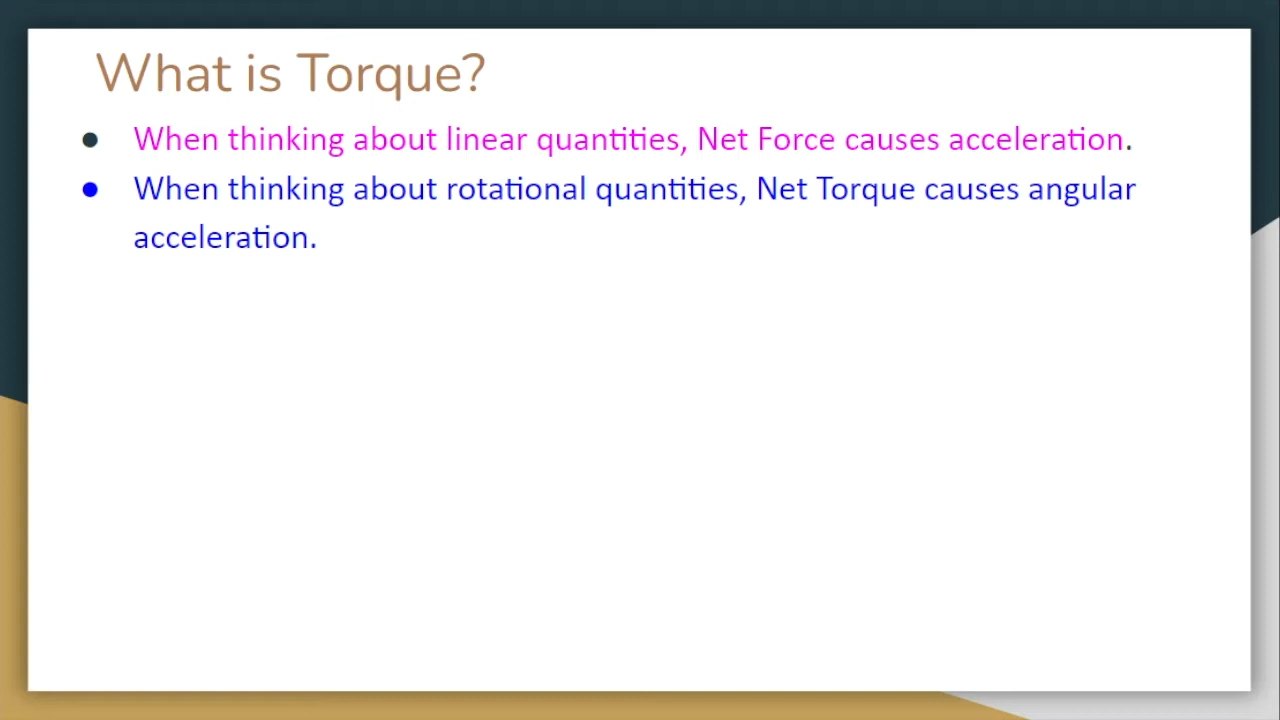 What is Torque?
● When thinking about linear quantities, Net Force causes acceleration.
● When thinking about rotational quantities, Net Torque causes angular
acceleration.